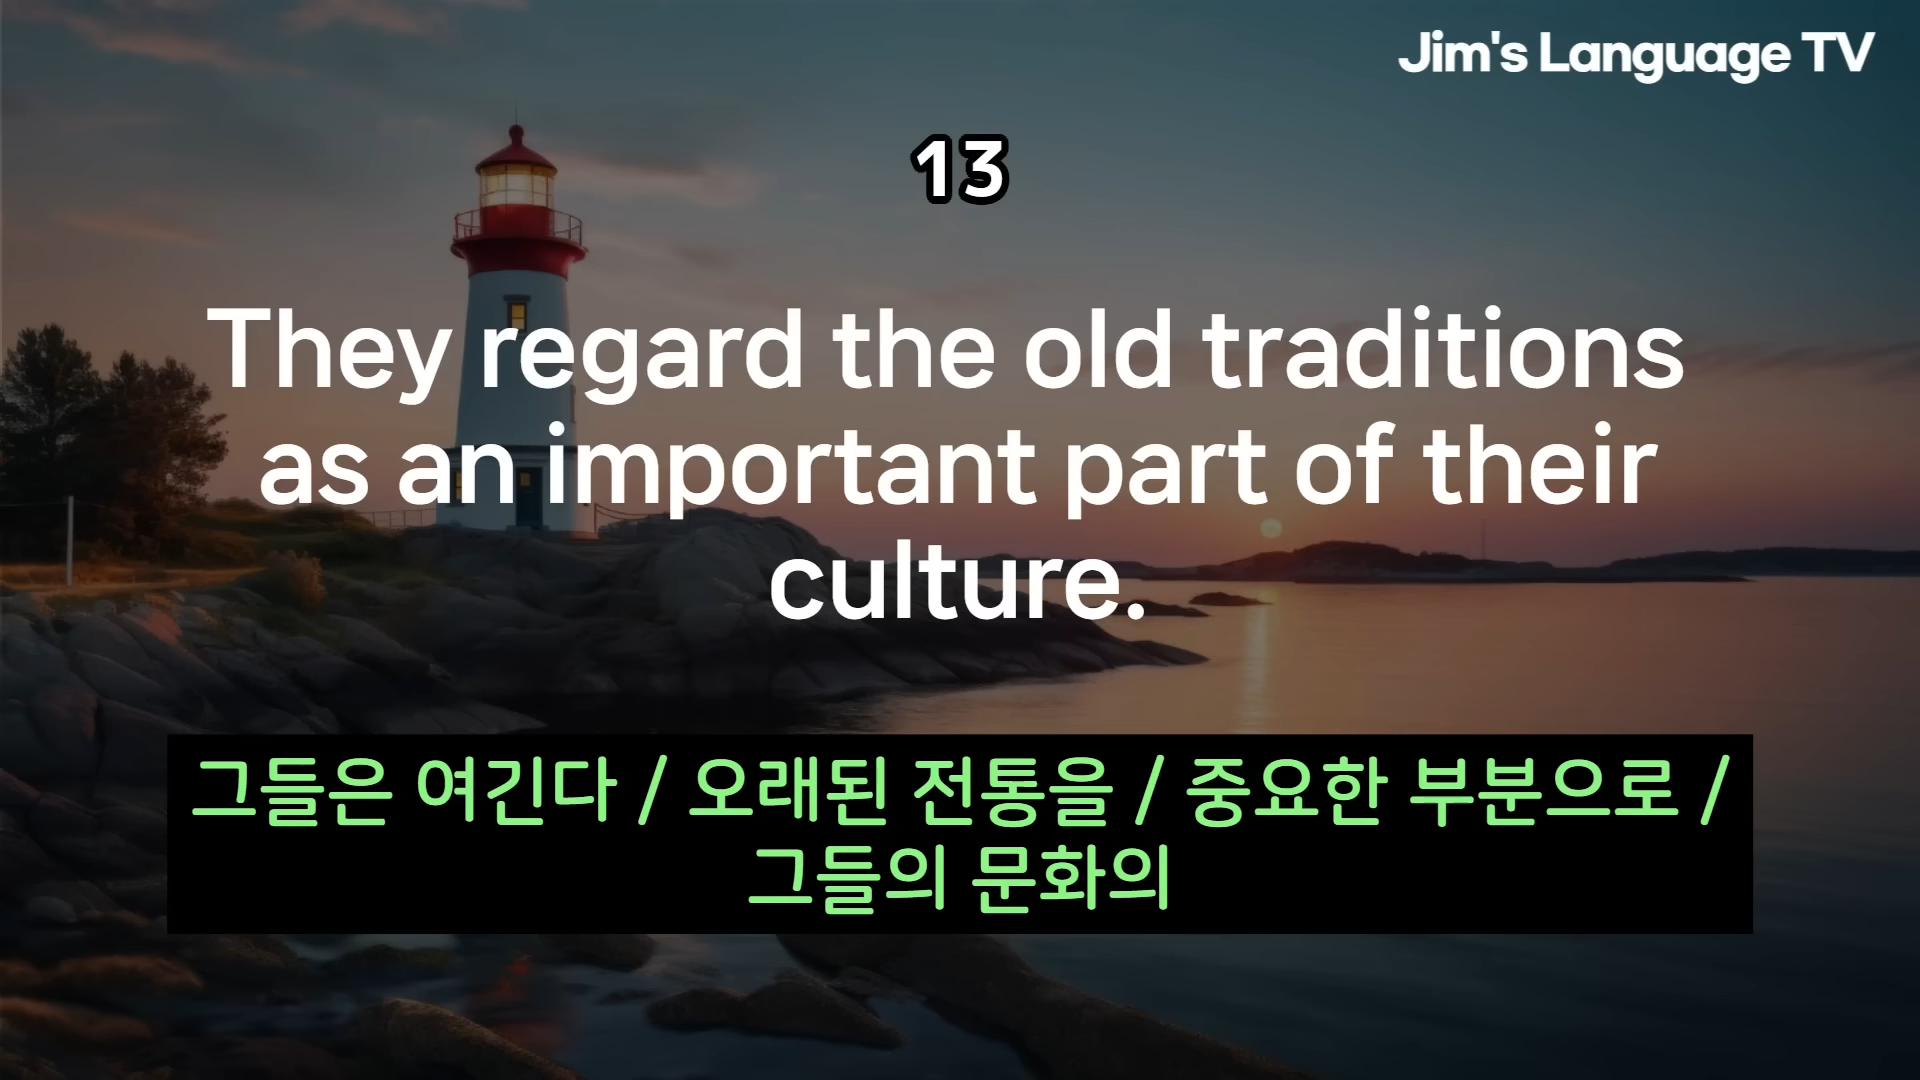 Jim's Language TV
13
They regard the old traditions
as an important part of their
culture.
그들은 여긴다 / 오래된 전통을 / 중요한 부분으로 /
그들의 문화의